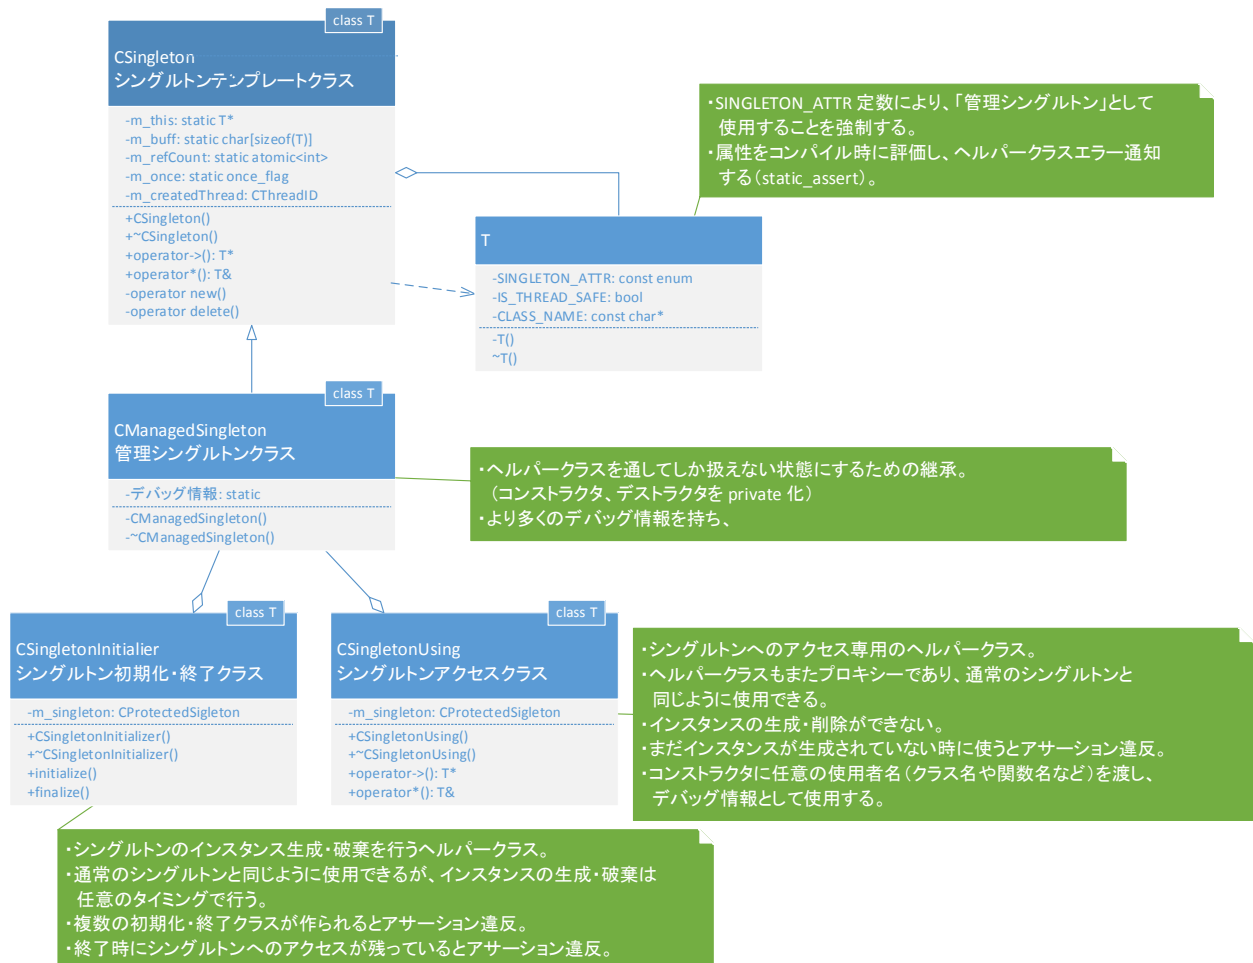 class T
CSingleton
シングルトンテンプレートクラス
-m_this: static T*
-m_buff: static char[sizeof(T)]
-m_refCount: static atomic<int>
-m_once: static once_flag
-m_createdThread: CThreadID
+CSingleton()
+~CSingleton()
+operator->(): T*
+operator*(): T&
-operator new()
-operator delete()
・SINGLETON_ATTR 定数により、「管理シングルトン」として
使用することを強制する。
・属性をコンパイル時に評価し、ヘルパークラスエラー通知
する(static_assert)。
T
-SINGLETON_ATTR: const enum
-IS_THREAD_SAFE: bool
-CLASS_NAME: const char*
-T()
~T()
class T
CManagedSingleton
管理シングルトンクラス
-デバッグ情報: static
-CManagedSingleton()
-~CManagedSingleton()
・ヘルパークラスを通してしか扱えない状態にするための継承。
(コンストラクタ、デストラクタを private 化)
・より多くのデバッグ情報を持ち、
class T
CSingletonInitialier
シングルトン初期化・終了クラス
-m_singleton: CProtectedSigleton
+CSingletonInitializer()
+~CSingletonInitializer()
+initialize()
+finalize()
class T
CSingletonUsing
シングルトンアクセスクラス
-m_singleton: CProtectedSigleton
+CSingletonUsing()
+~CSingletonUsing()
+operator->(): T*
+operator*(): T&
・シングルトンへのアクセス専用のヘルパークラス。
・ヘルパークラスもまたプロキシーであり、通常のシングルトンと
同じように使用できる。
・インスタンスの生成・削除ができない。
・まだインスタンスが生成されていない時に使うとアサーション違反。
・コンストラクタに任意の使用者名(クラス名や関数名など)を渡し、
デバッグ情報として使用する。
・シングルトンのインスタンス生成・破棄を行うヘルパークラス。
・通常のシングルトンと同じように使用できるが、インスタンスの生成・破棄は
任意のタイミングで行う。
・複数の初期化・終了クラスが作られるとアサーション違反。
・終了時にシングルトンへのアクセスが残っているとアサーション違反。